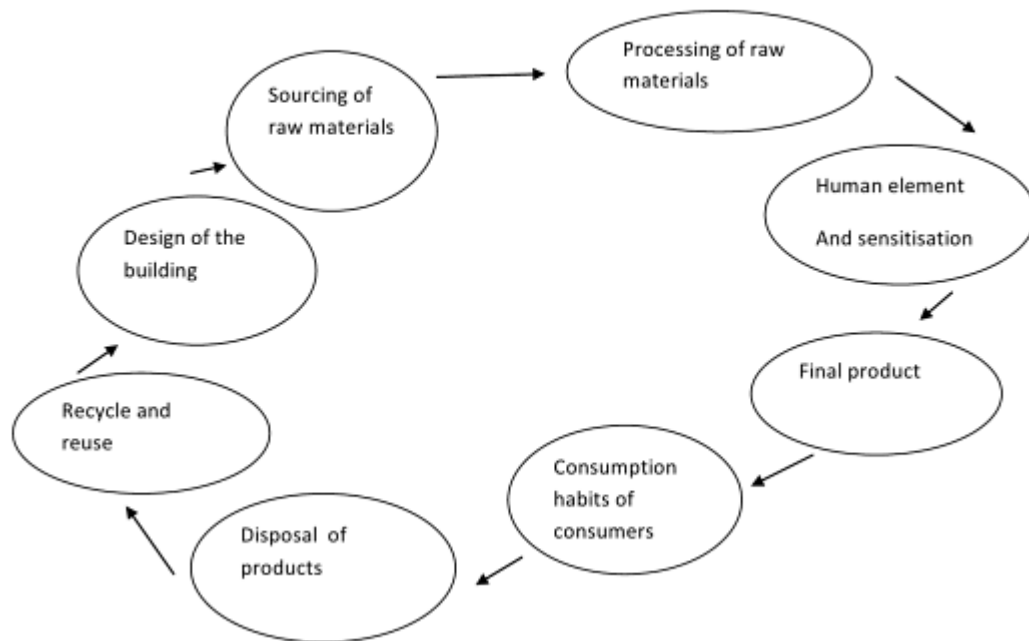 Processing of raw
materials
Sourcing of
raw materials
Human element
And sensitisation
Design of the
building
Final product
Recycle and
reuse
Consumption
habits of
consumers
Disposal of
products